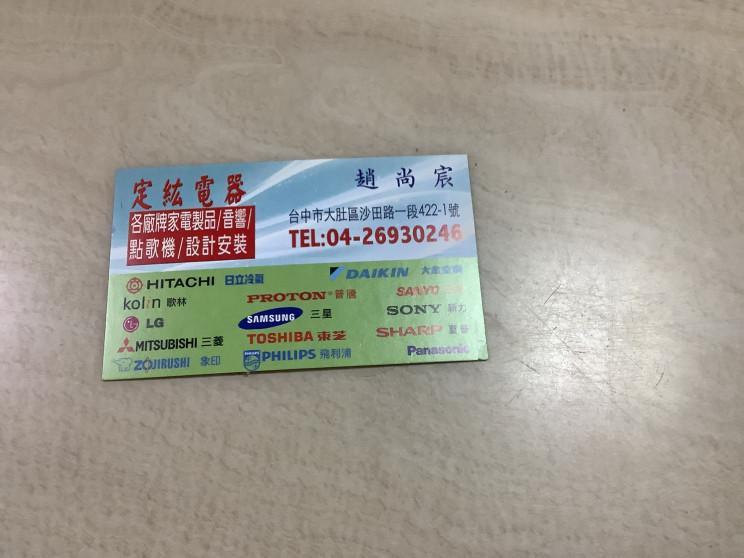 定紘電器
趙尚宸
各廠牌家電製品/音響/
點歌機/設計安裝
台中市大肚區沙田路一段422-1號
TEL:04-26930246
HITACHI 日立冷氣
DAIKIN 大金空調
kolin 歌林
PROTON 普騰
SANYO
LG
SAMSUNG 三星
SONY 新力
MITSUBISHI 三菱
TOSHIBA 東芝
SHARP 夏普
ZOJIRUSHI 象印
PHILIPS 飛利浦
Panasonic